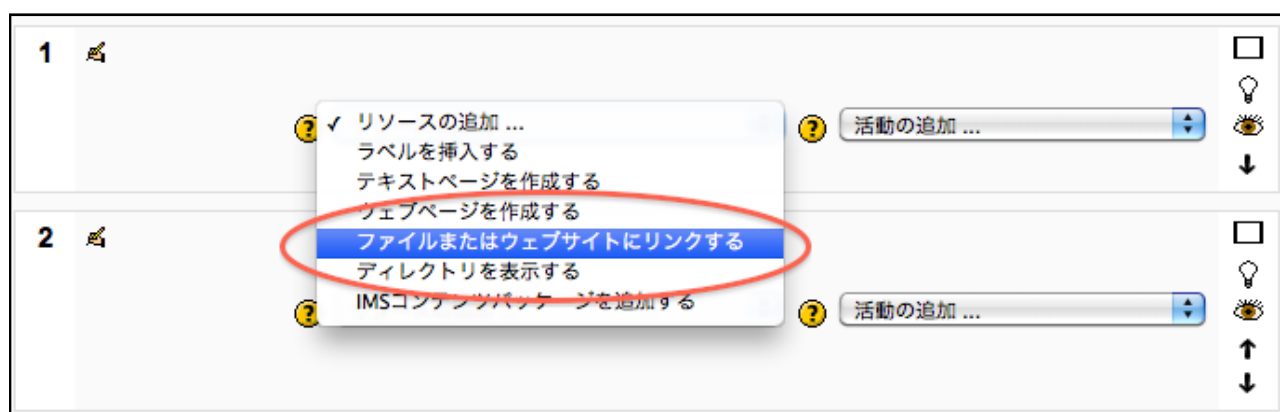 1
✓ リソースの追加 ...
活動の追加 ...
ラベルを挿入する
テキストページを作成する
ウェブページを作成する
2
ファイルまたはウェブサイトにリンクする
ディレクトリを表示する
IMSコンテンツパッケージを追加する
活動の追加 ...